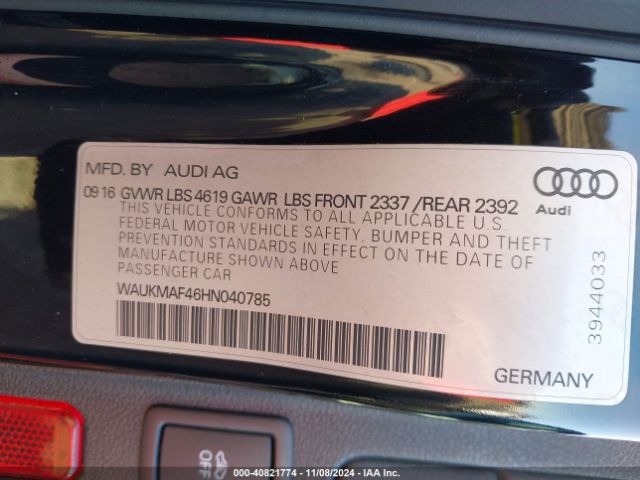 MFD. BY AUDI AG
09 16 GVWR LBS 4619 GAWR LBS FRONT 2337 /REAR 2392
THIS VEHICLE CONFORMS TO ALL APPLICABLE U.S.
FEDERAL MOTOR VEHICLE SAFETY, BUMPER AND THEFT
PREVENTION STANDARDS IN EFFECT ON THE DATE OF
MANUFACTURE SHOWN ABOVE
PASSENGER CAR
WAUKMAF46HN040785
Audi
3944033
GERMANY
OFF
000-40821774 - 11/08/2024 - IAA Inc.